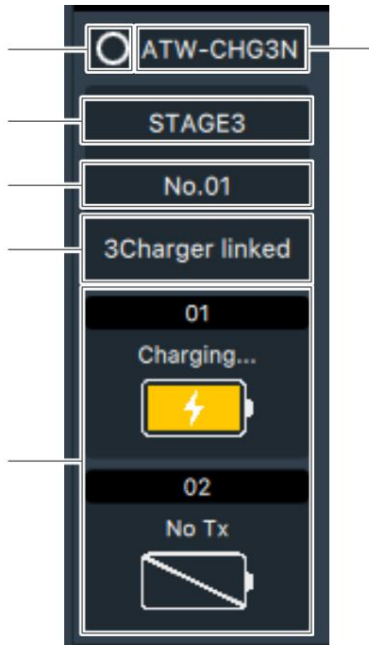 ATW-CHG3N
STAGE3
No.01
3Charger linked
01
Charging...
02
No Tx